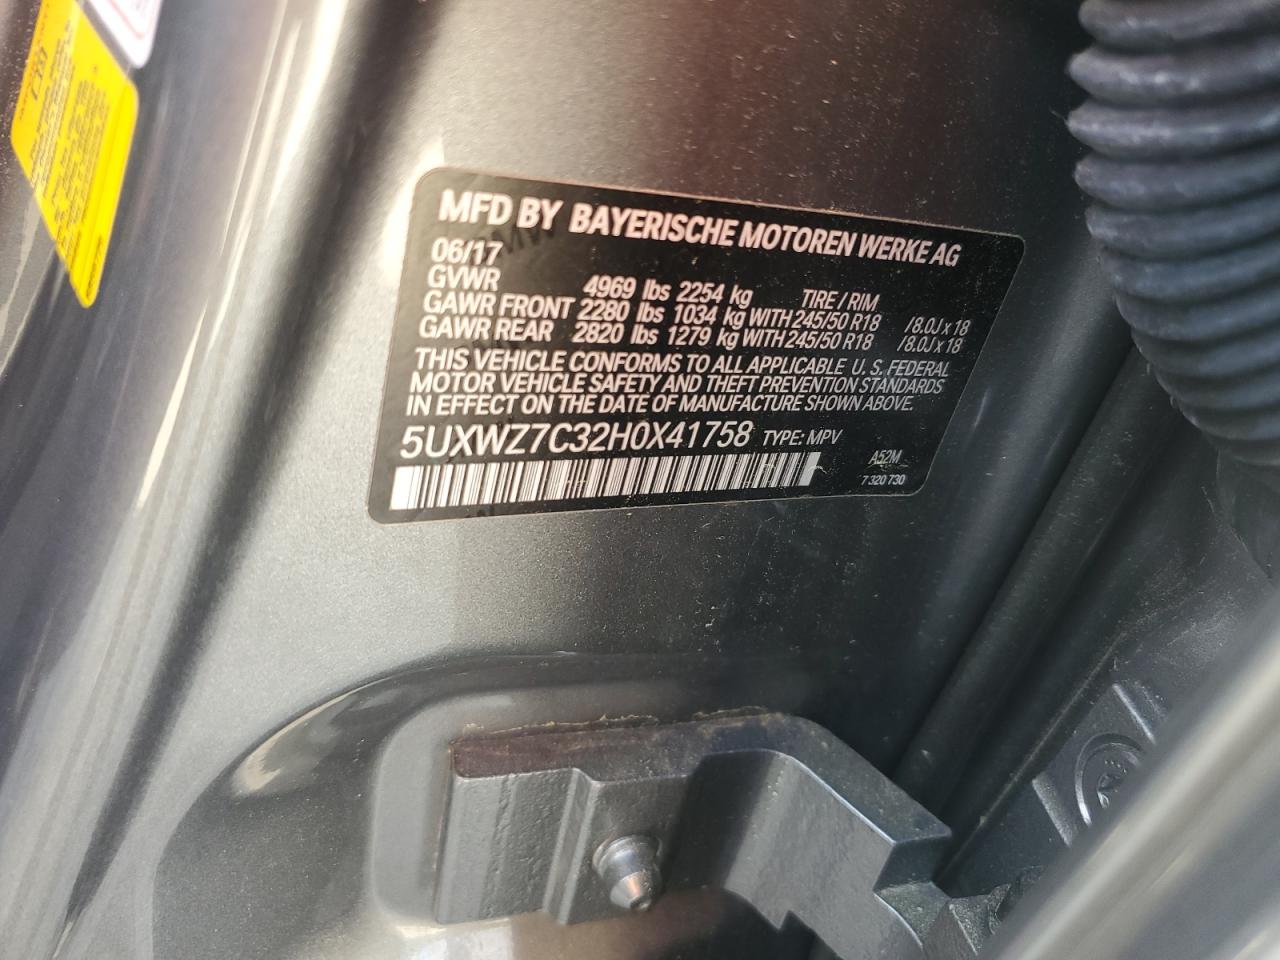 MFD BY BAYERISCHE MOTOREN WERKE AG
06/17
GVWR 4969 lbs 2254 kg TIRE / RIM
GAWR FRONT 2280 lbs 1034 kg WITH 245/50 R18 /8.0J x 18
GAWR REAR 2820 lbs 1279 kg WITH 245/50 R18 /8.0J x 18
THIS VEHICLE CONFORMS TO ALL APPLICABLE U. S. FEDERAL
MOTOR VEHICLE SAFETY AND THEFT PREVENTION STANDARDS
IN EFFECT ON THE DATE OF MANUFACTURE SHOWN ABOVE.
5UXWZ7C32H0X41758 TYPE: MPV
A52M
7 320 730